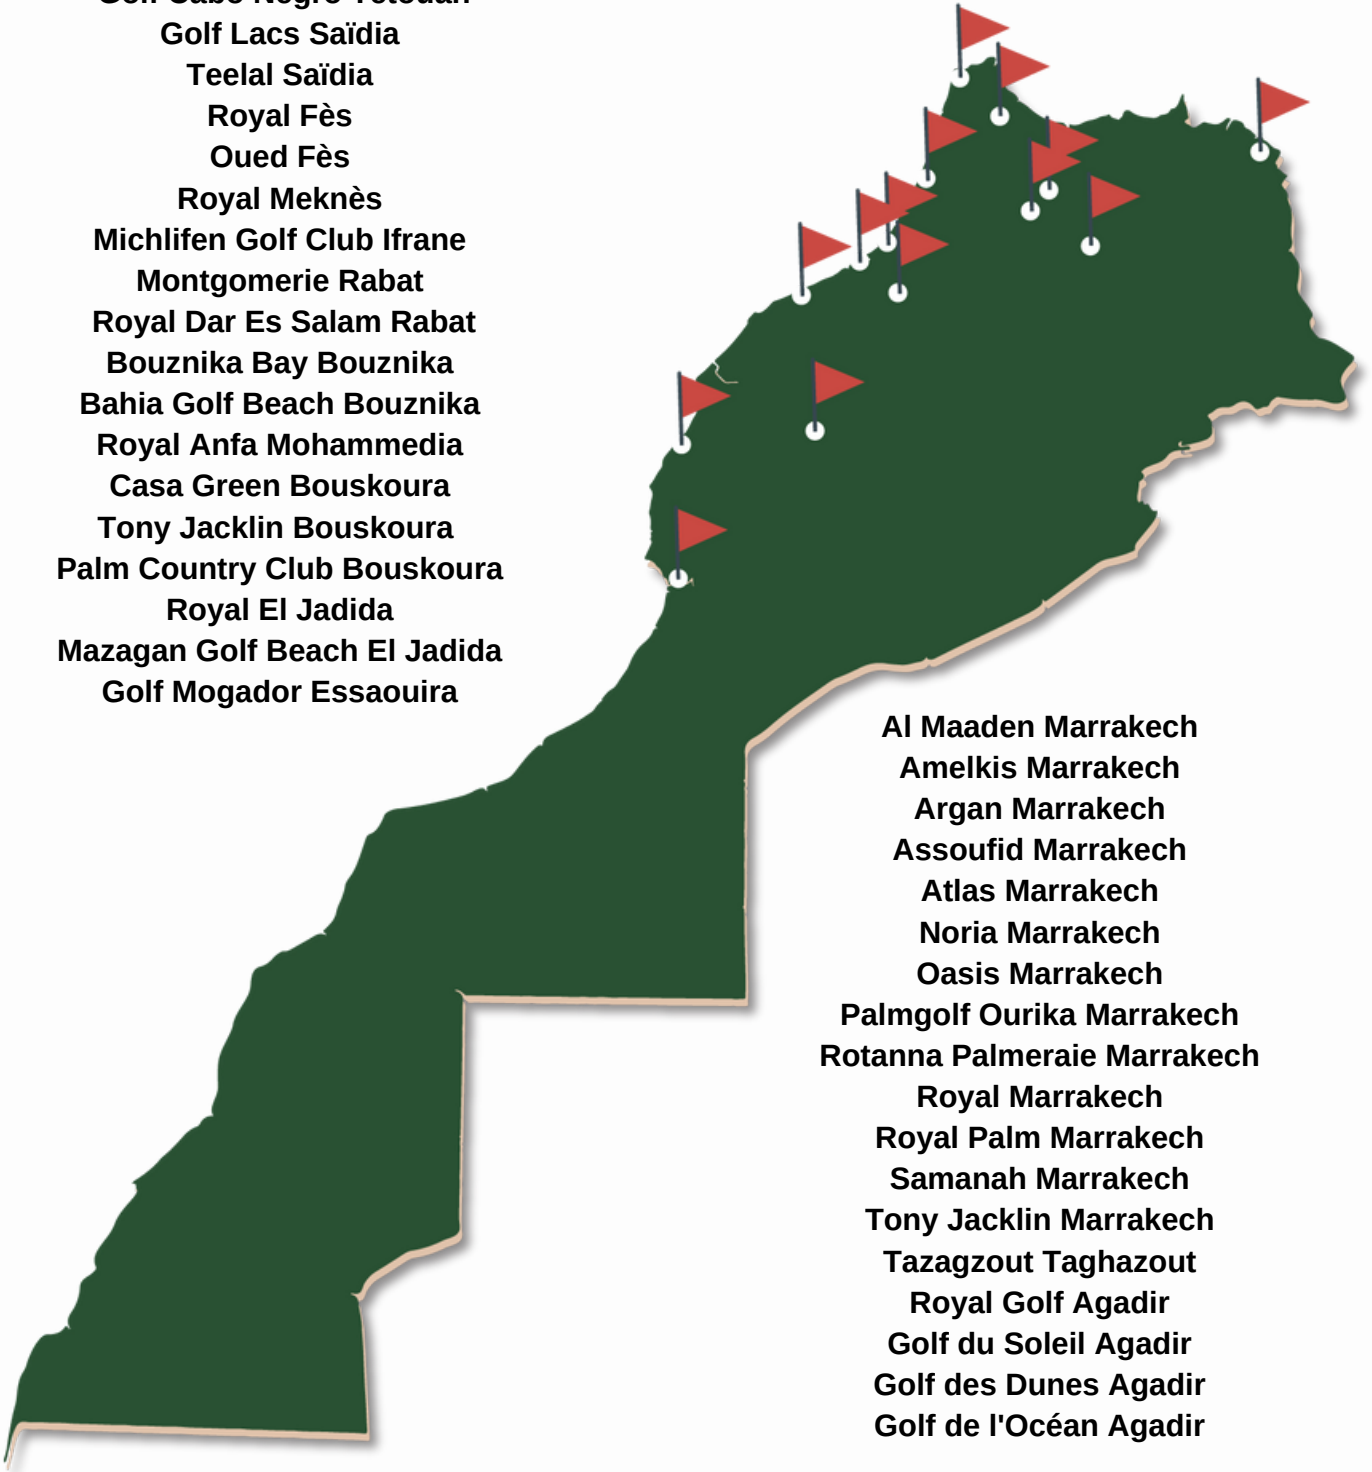 Golf Cabo Negro Tétouan
Golf Lacs Saïdia
Teelal Saïdia
Royal Fès
Oued Fès
Royal Meknès
Michlifen Golf Club Ifrane
Montgomerie Rabat
Royal Dar Es Salam Rabat
Bouznika Bay Bouznika
Bahia Golf Beach Bouznika
Royal Anfa Mohammedia
Casa Green Bouskoura
Tony Jacklin Bouskoura
Palm Country Club Bouskoura
Royal El Jadida
Mazagan Golf Beach El Jadida
Golf Mogador Essaouira
Al Maaden Marrakech
Amelkis Marrakech
Argan Marrakech
Assoufid Marrakech
Atlas Marrakech
Noria Marrakech
Oasis Marrakech
Palmgolf Ourika Marrakech
Rotanna Palmeraie Marrakech
Royal Marrakech
Royal Palm Marrakech
Samanah Marrakech
Tony Jacklin Marrakech
Tazagzout Taghazout
Royal Golf Agadir
Golf du Soleil Agadir
Golf des Dunes Agadir
Golf de l'Océan Agadir